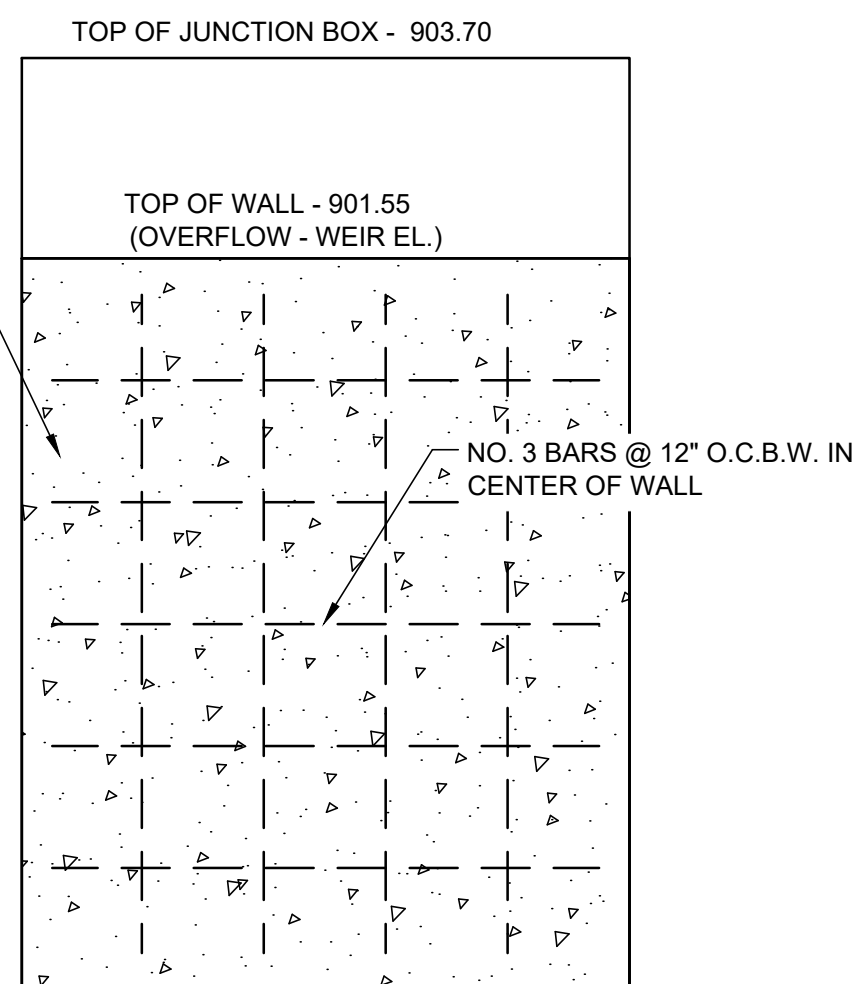 TOP OF JUNCTION BOX - 903.70
TOP OF WALL - 901.55
(OVERFLOW - WEIR EL.)
NO. 3 BARS @ 12" O.C.B.W. IN
CENTER OF WALL